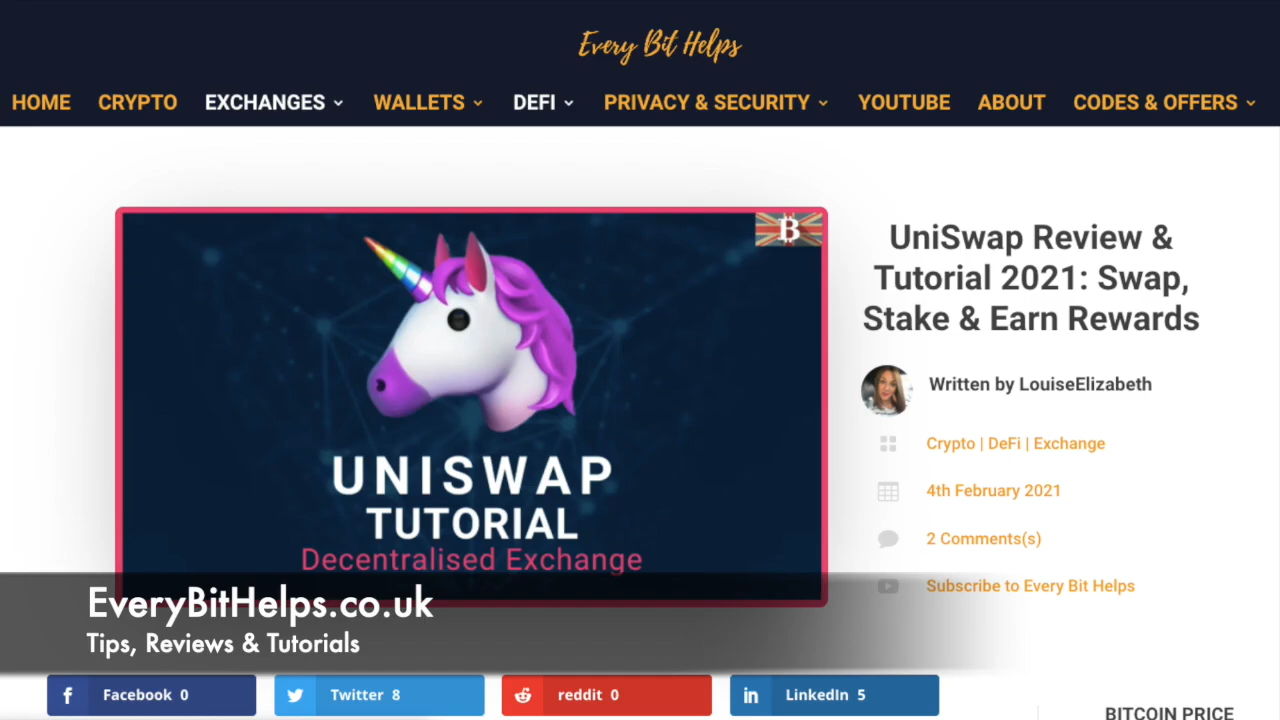 Every Bit Helps
HOME CRYPTO EXCHANGES WALLETS DEFI PRIVACY & SECURITY YOUTUBE ABOUT CODES & OFFERS
B
UNISWAP
TUTORIAL
Decentralised Exchange
UniSwap Review &
Tutorial 2021: Swap,
Stake & Earn Rewards
Written by LouiseElizabeth
Crypto | DeFi | Exchange
4th February 2021
2 Comments(s)
Subscribe to Every Bit Helps
EveryBitHelps.co.uk
Tips, Reviews & Tutorials
Facebook 0
Twitter 8
reddit 0
LinkedIn 5
BITCOIN PRICE